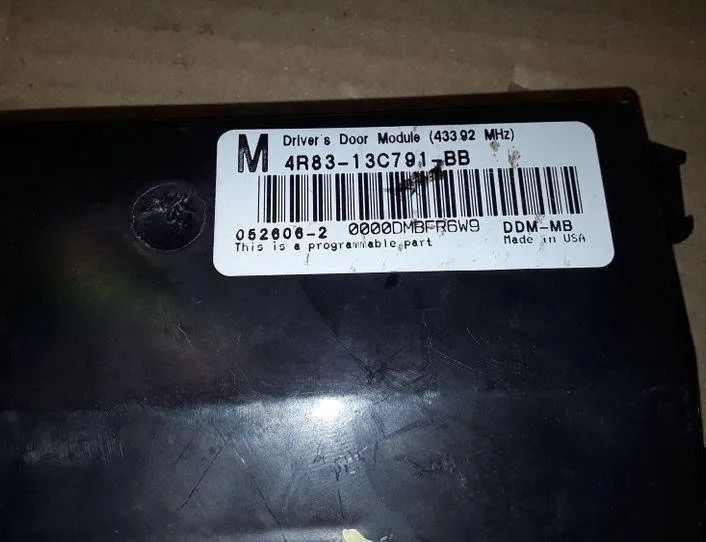 M Driver's Door Module (433.92 MHz)
4R83-13C791-BB
052606-2 0000DMBFR6W9 DDM-MB
This is a programmable part Made in USA